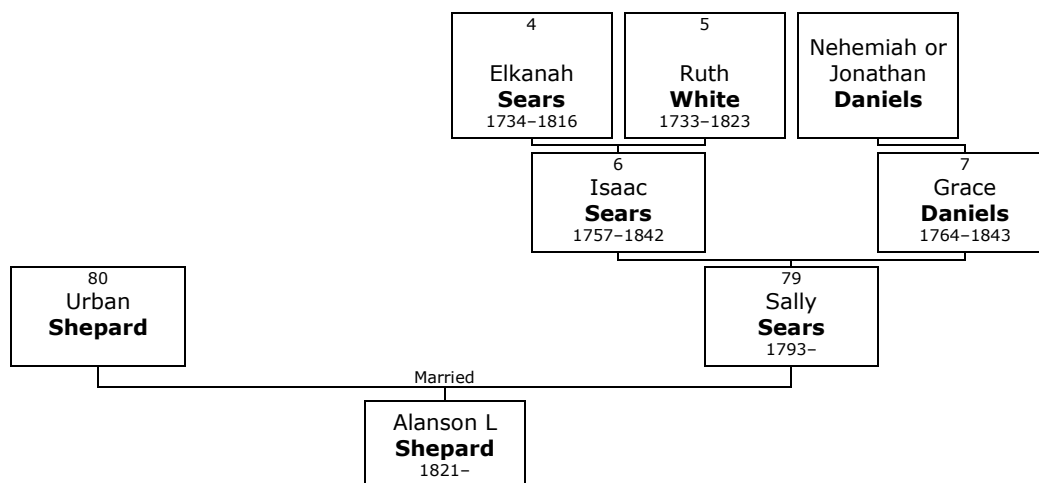 4
Elkanah
Sears
1734–1816
5
Ruth
White
1733–1823
Nehemiah or
Jonathan
Daniels
6
Isaac
Sears
1757–1842
7
Grace
Daniels
1764–1843
80
Urban
Shepard
79
Sally
Sears
1793–
Married
Alanson L
Shepard
1821–